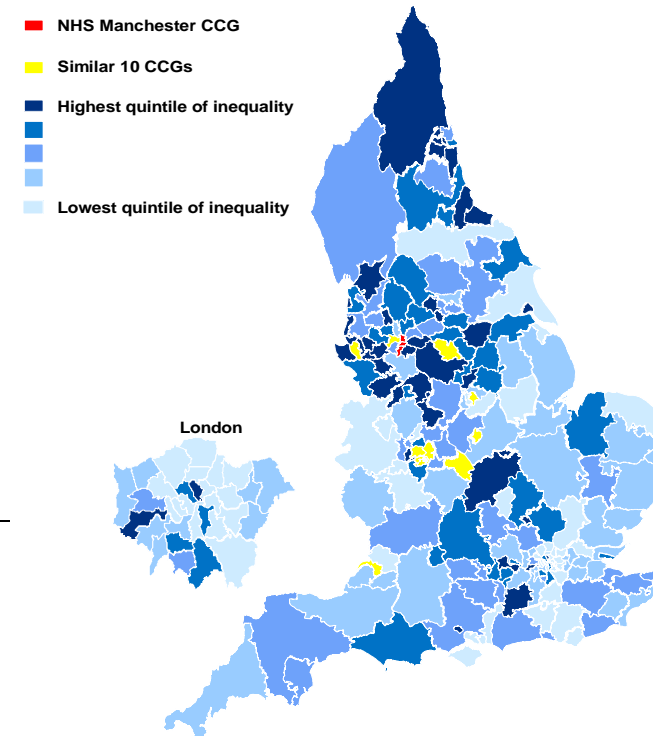 NHS Manchester CCG
Similar 10 CCGs
Highest quintile of inequality
Lowest quintile of inequality
London